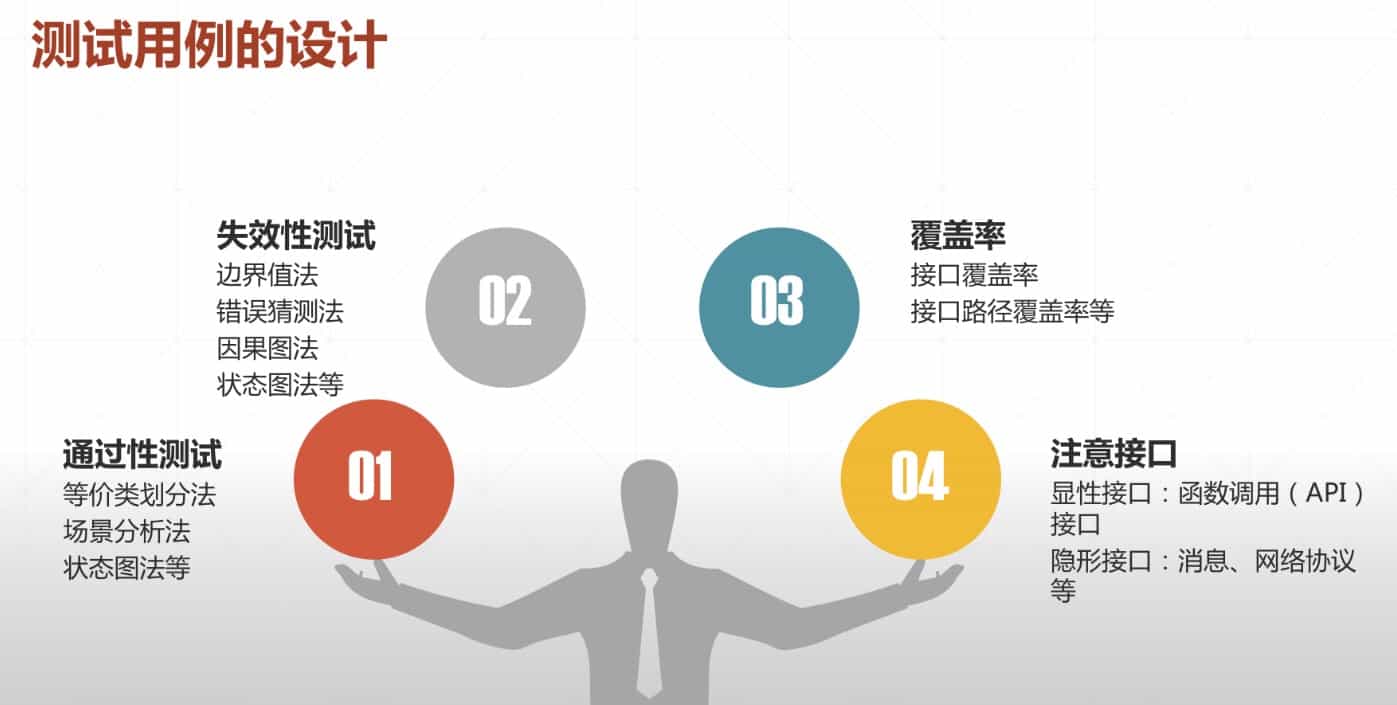 测试用例的设计
失效性测试
边界值法
错误猜测法
因果图法
状态图法等
02
03
覆盖率
接口覆盖率
接口路径覆盖率等
通过性测试
等价类划分法
场景分析法
状态图法等
01
04
注意接口
显性接口：函数调用（API）
接口
隐形接口：消息、网络协议
等